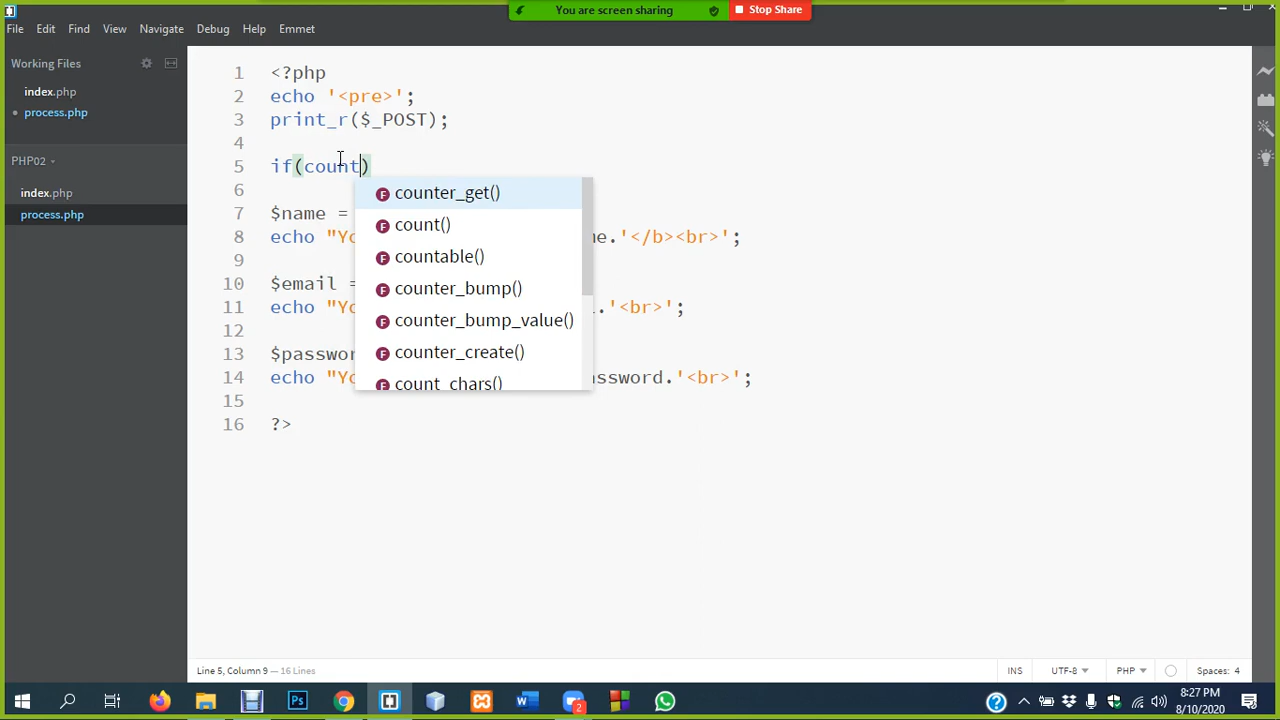 You are screen sharing
Stop Share
File Edit Find View Navigate Debug Help Emmet
Working Files
index.php
process.php
PHP02
index.php
process.php
1 <?php
2 echo '<pre>';
3 print_r($_POST);
4
5 if(count)
6
7 $name =
8 echo "Yo me.'</b><br>';
9
10 $email =
11 echo "Yo l.'<br>';
12
13 $password
14 echo "Yo assword.'<br>';
15
16 ?>
F counter_get()
F count()
F countable()
F counter_bump()
F counter_bump_value()
F counter_create()
F count_chars()
Line 5, Column 9 — 16 Lines
INS UTF-8 PHP Spaces: 4
Ps
W
2
8:27 PM
8/10/2020